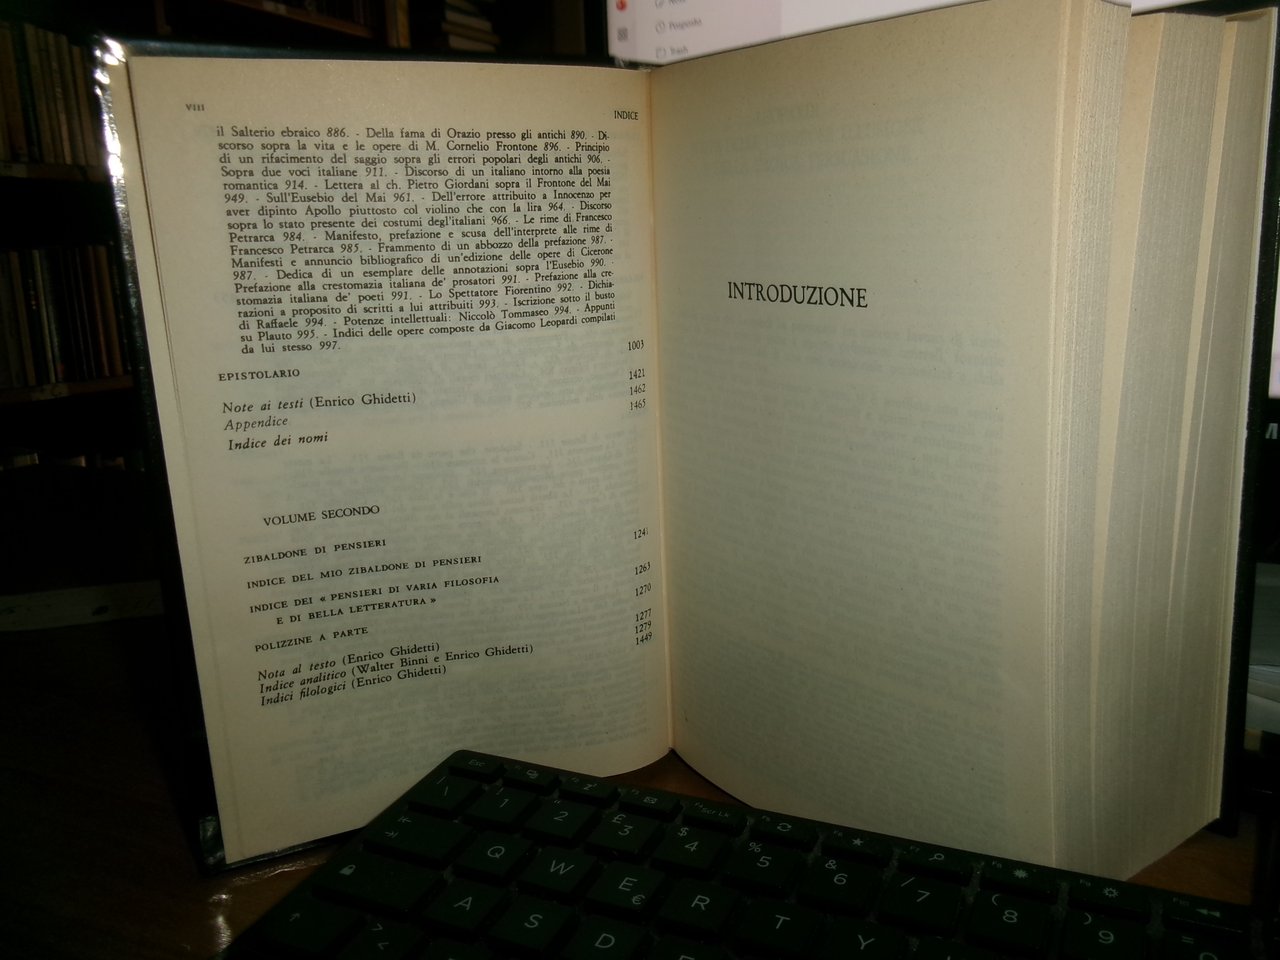 VIII
INDICE
il Salterio ebraico 886. - Della fama di Orazio presso gli antichi 890. - Di-
scorso sopra la vita e le opere di M. Cornelio Frontone 896. - Principio
di un rifacimento del saggio sopra gli errori popolari degli antichi 906. -
Sopra due voci italiane 911. - Discorso di un italiano intorno alla poesia
romantica 914. - Lettera al ch. Pietro Giordani sopra il Frontone del Mai
949. - Sull'Eusebio del Mai 961. - Dell'errore attribuito a Innocenzo per
aver dipinto Apollo piuttosto col violino che con la lira 964. - Discorso
sopra lo stato presente dei costumi degl'italiani 966. - Le rime di Francesco
Petrarca 984. - Manifesto, prefazione e scusa dell'interprete alle rime di
Francesco Petrarca 985. - Frammento di un abbozzo della prefazione 987. -
Manifesti e annuncio bibliografico di un'edizione delle opere di Cicerone
987. - Dedica di un esemplare delle annotazioni sopra l'Eusebio 990. -
Prefazione alla crestomazia italiana de' prosatori 991. - Prefazione alla cre-
stomazia italiana de' poeti 991. - Lo Spettatore Fiorentino 992. - Dichia-
razioni a proposito di scritti a lui attribuiti 993. - Iscrizione sotto il busto
di Raffaele 994. - Potenze intellettuali: Niccolò Tommaseo 994. - Appunti
su Plauto 995. - Indici delle opere composte da Giacomo Leopardi compilati
da lui stesso 997.
EPISTOLARIO 1003
Note ai testi (Enrico Ghidetti) 1421
Appendice 1462
Indice dei nomi 1465
VOLUME SECONDO
ZIBALDONE DI PENSIERI
INDICE DEL MIO ZIBALDONE DI PENSIERI 1241
INDICE DEI « PENSIERI DI VARIA FILOSOFIA
E DI BELLA LETTERATURA » 1263
POLIZZINE A PARTE 1270
Nota al testo (Enrico Ghidetti) 1277
Indice analitico (Walter Binni e Enrico Ghidetti) 1279
Indici filologici (Enrico Ghidetti) 1449
INTRODUZIONE
Posposto
Trash
Esc
\ 1 2 £ 3 $ 4 % 5 & 6 / 7 ( 8 ) 9 =
Q W E € R T Y
A S D